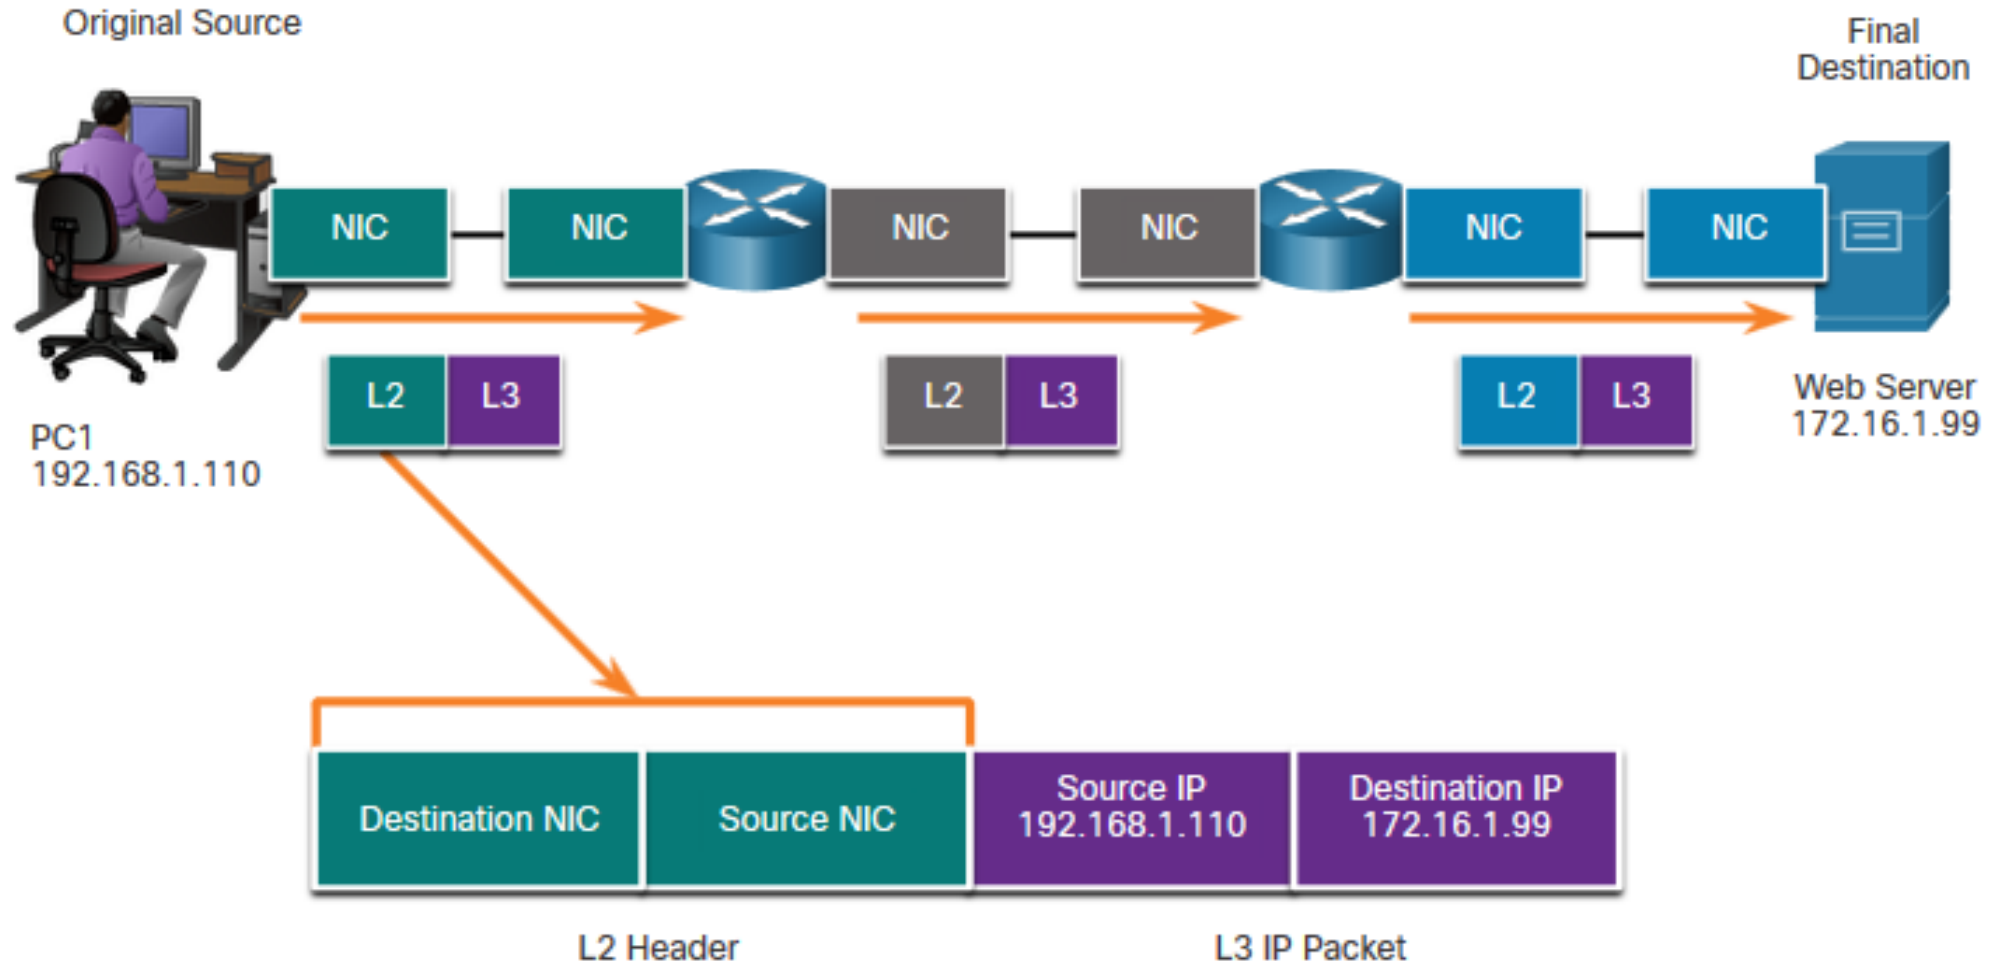 Original Source
Final
Destination
NIC
NIC
NIC
NIC
NIC
NIC
L2
L3
L2
L3
L2
L3
PC1
192.168.1.110
Web Server
172.16.1.99
Destination NIC
Source NIC
Source IP
192.168.1.110
Destination IP
172.16.1.99
L2 Header
L3 IP Packet